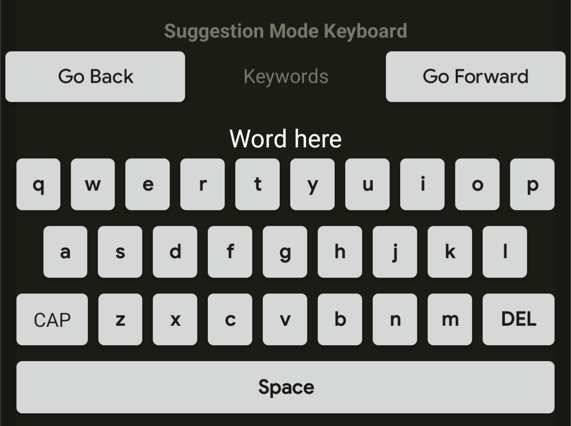 Suggestion Mode Keyboard
Go Back Keywords Go Forward
Word here
q w e r t y u i o p
a s d f g h j k l
CAP z x c v b n m DEL
Space